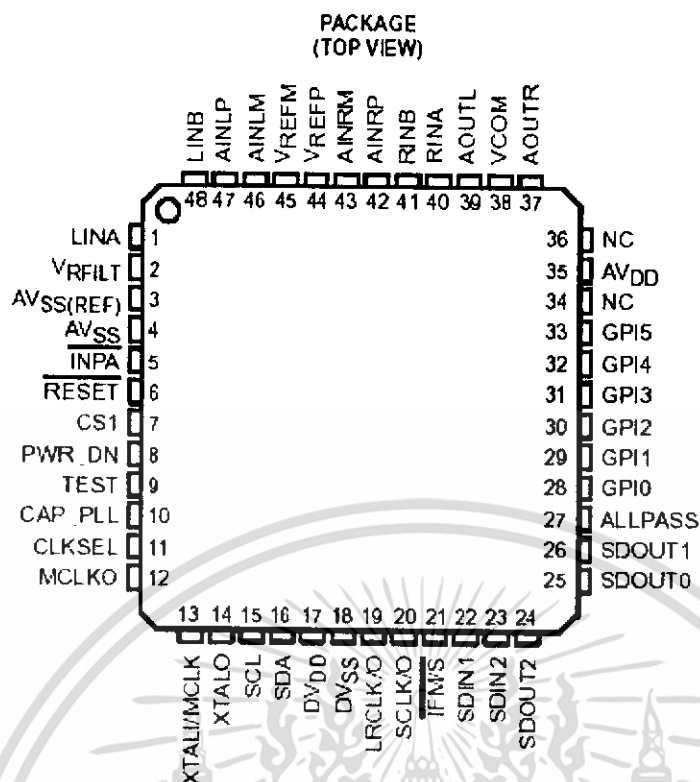 PACKAGE
(TOP VIEW)
LINB AINLP AINLM VREFM VREFP AINRM AINRP RINB RINA AOUTL VCOM AOUTR
48 47 46 45 44 43 42 41 40 39 38 37
LINA 1
VRFILT 2
AVSS(REF) 3
AVSS 4
INPA 5
RESET 6
CS1 7
PWR_DN 8
TEST 9
CAP_PLL 10
CLKSEL 11
MCLKO 12
36 NC
35 AVDD
34 NC
33 GPI5
32 GPI4
31 GPI3
30 GPI2
29 GPI1
28 GPI0
27 ALLPASS
26 SDOUT1
25 SDOUT0
13 14 15 16 17 18 19 20 21 22 23 24
XTALI/MCLK XTALO SCL SDA DVDD DVSS LRCLK/O SCLK/O IFM/S SDIN1 SDIN2 SDOUT2